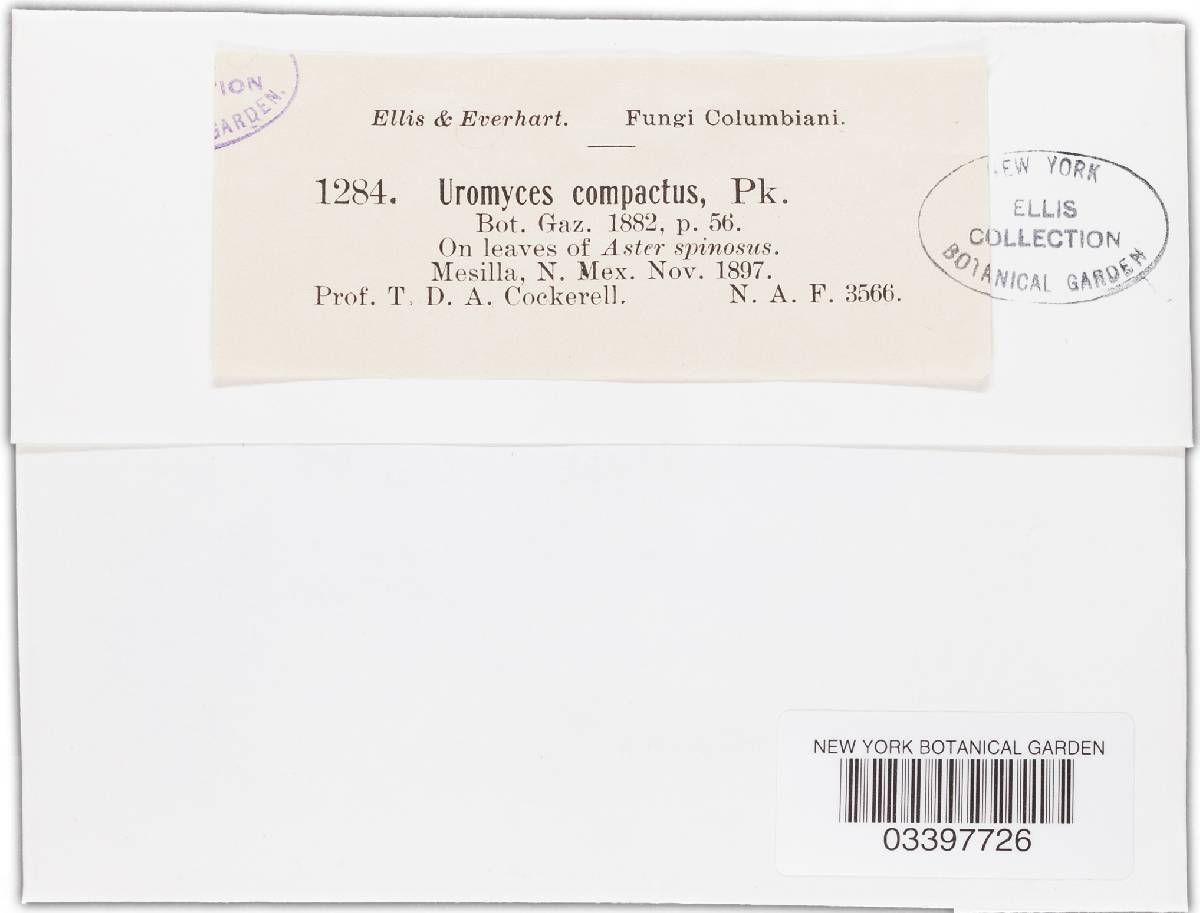 ION
GARDEN.
Ellis & Everhart. Fungi Columbiani.
1284. Uromyces compactus, Pk.
Bot. Gaz. 1882, p. 56.
On leaves of Aster spinosus.
Mesilla, N. Mex. Nov. 1897.
Prof. T. D. A. Cockerell. N. A. F. 3566.
NEW YORK
ELLIS
COLLECTION
BOTANICAL GARDEN
NEW YORK BOTANICAL GARDEN
03397726